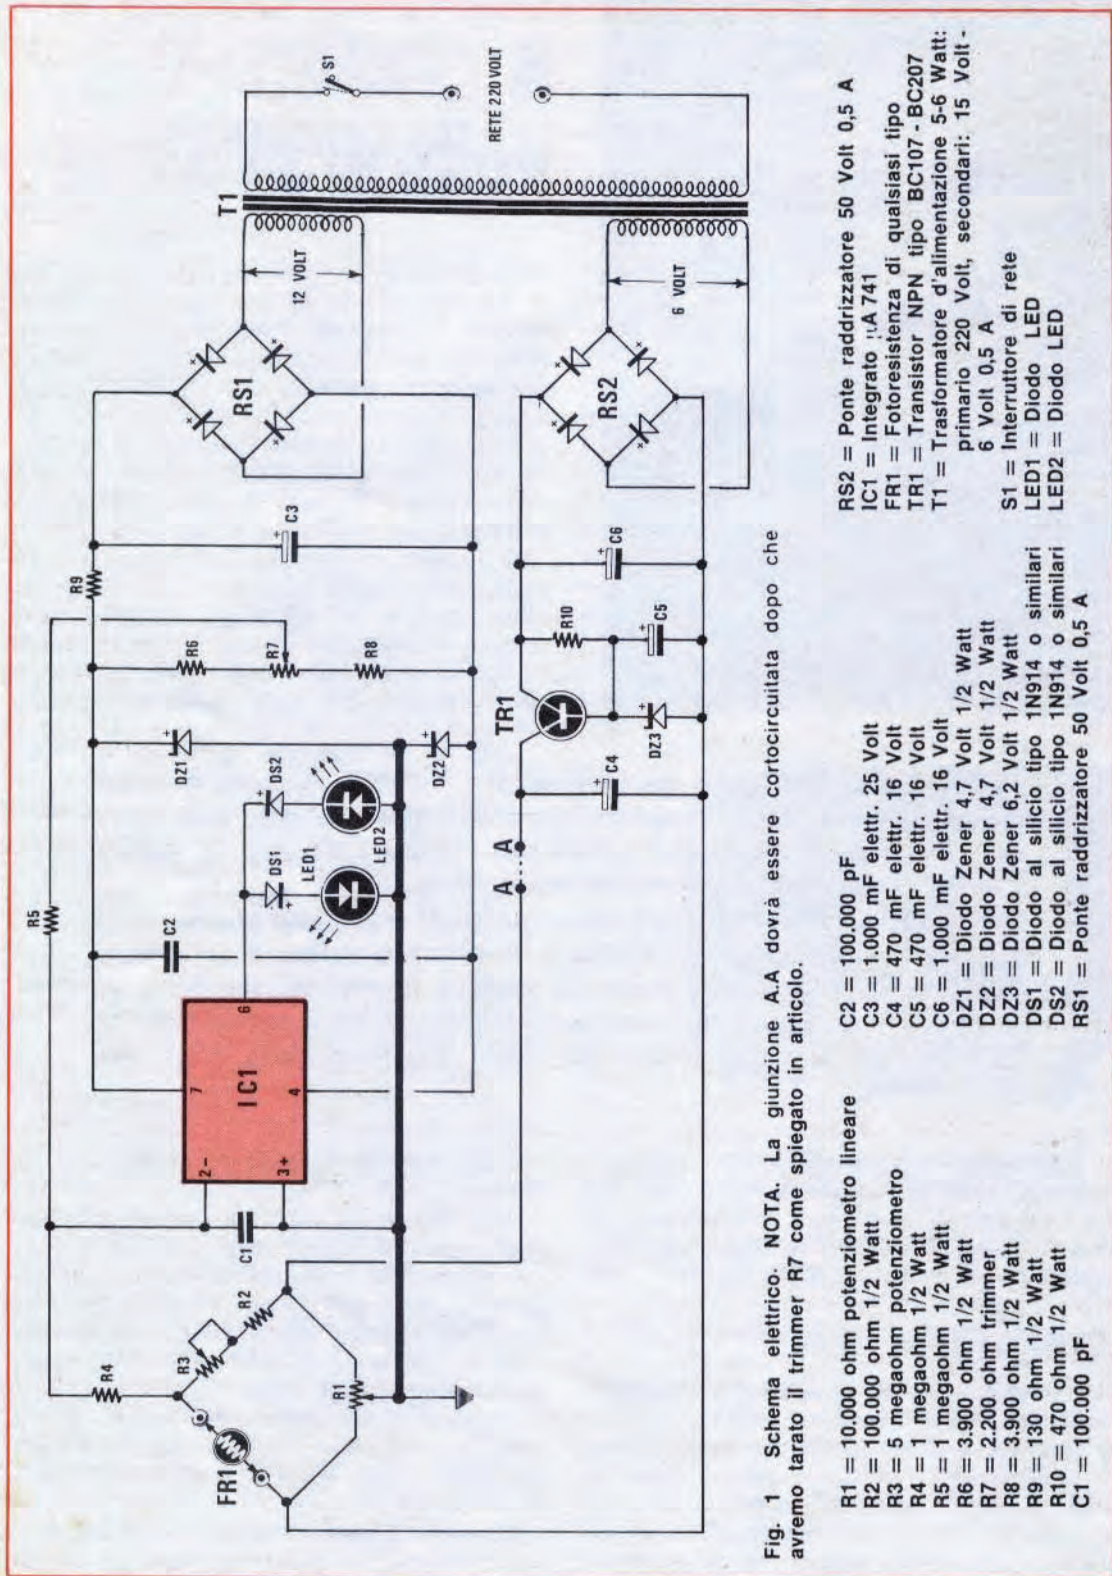 T1
S1
RETE 220 VOLT
12 VOLT
6 VOLT
RS1
RS2
R9
C3
R6
R7
R8
DZ1
DZ2
DS2
DS1
LED1
LED2
R5
C2
IC1
7
6
4
2-
3+
C1
R4
R3
R2
FR1
R1
TR1
R10
C6
C5
C4
DZ3
A
A
Fig. 1 Schema elettrico. NOTA. La giunzione A.A dovrà essere cortocircuitata dopo che
avremo tarato il trimmer R7 come spiegato in articolo.
R1 = 10.000 ohm potenziometro lineare
R2 = 100.000 ohm 1/2 Watt
R3 = 5 megaohm potenziometro
R4 = 1 megaohm 1/2 Watt
R5 = 1 megaohm 1/2 Watt
R6 = 3.900 ohm 1/2 Watt
R7 = 2.200 ohm trimmer
R8 = 3.900 ohm 1/2 Watt
R9 = 130 ohm 1/2 Watt
R10 = 470 ohm 1/2 Watt
C1 = 100.000 pF
C2 = 100.000 pF
C3 = 1.000 mF elettr. 25 Volt
C4 = 470 mF elettr. 16 Volt
C5 = 470 mF elettr. 16 Volt
C6 = 1.000 mF elettr. 16 Volt
DZ1 = Diodo Zener 4,7 Volt 1/2 Watt
DZ2 = Diodo Zener 4,7 Volt 1/2 Watt
DZ3 = Diodo Zener 6,2 Volt 1/2 Watt
DS1 = Diodo al silicio tipo 1N914 o similari
DS2 = Diodo al silicio tipo 1N914 o similari
RS1 = Ponte raddrizzatore 50 Volt 0,5 A
RS2 = Ponte raddrizzatore 50 Volt 0,5 A
IC1 = Integrato µA 741
FR1 = Fotoresistenza di qualsiasi tipo
TR1 = Transistor NPN tipo BC107 - BC207
T1 = Trasformatore d'alimentazione 5-6 Watt:
primario 220 Volt, secondari: 15 Volt -
6 Volt 0,5 A
S1 = Interruttore di rete
LED1 = Diodo LED
LED2 = Diodo LED